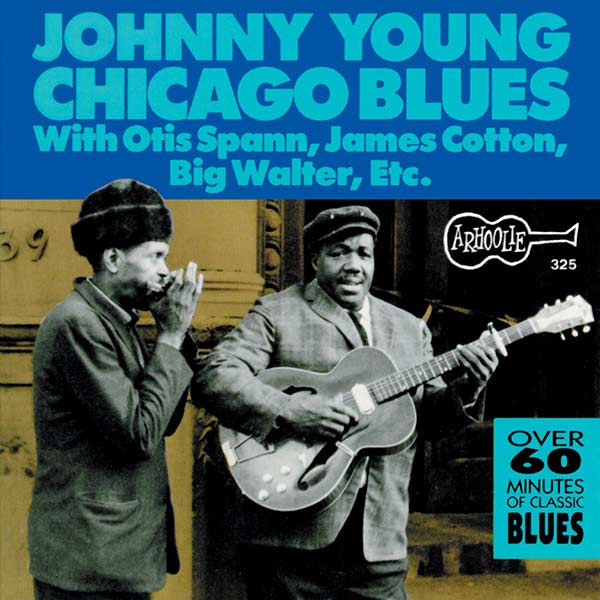 JOHNNY YOUNG
CHICAGO BLUES
With Otis Spann, James Cotton,
Big Walter, Etc.
39
ARHOOLIE
325
OVER
60
MINUTES
OF CLASSIC
BLUES